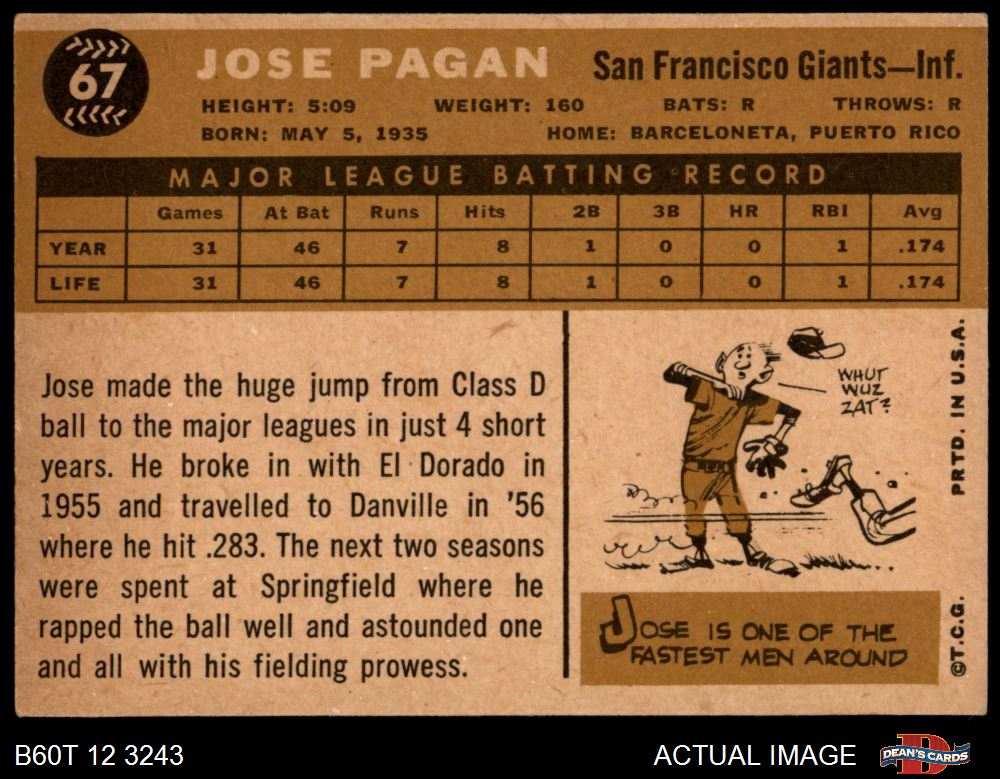 67
JOSE PAGAN
San Francisco Giants—Inf.
HEIGHT: 5:09 WEIGHT: 160 BATS: R THROWS: R
BORN: MAY 5, 1935 HOME: BARCELONETA, PUERTO RICO
MAJOR LEAGUE BATTING RECORD
Games At Bat Runs Hits 2B 3B HR RBI Avg
YEAR 31 46 7 8 1 0 0 1 .174
LIFE 31 46 7 8 1 0 0 1 .174
Jose made the huge jump from Class D
ball to the major leagues in just 4 short
years. He broke in with El Dorado in
1955 and travelled to Danville in '56
where he hit .283. The next two seasons
were spent at Springfield where he
rapped the ball well and astounded one
and all with his fielding prowess.
WHUT
WUZ
ZAT?
JOSE IS ONE OF THE
FASTEST MEN AROUND
PRTD. IN U.S.A.
©T.C.G.
B60T 12 3243
ACTUAL IMAGE
DEAN'S CARDS